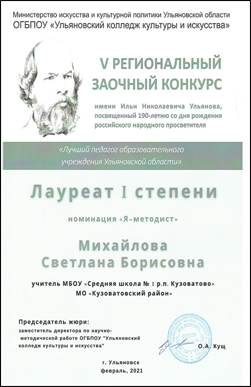 Министерство искусства и культурной политики Ульяновской области
ОГБПОУ «Ульяновский колледж культуры и искусства»
V РЕГИОНАЛЬНЫЙ
ЗАОЧНЫЙ КОНКУРС
имени Ильи Николаевича Ульянова,
посвященный 190-летию со дня рождения
российского народного просветителя
«Лучший педагог образовательного
учреждения Ульяновской области»
Лауреат I степени
номинация «Я-методист»
Михайлова
Светлана Борисовна
учитель МБОУ «Средняя школа № 1 р.п. Кузоватово»
МО «Кузоватовский район»
Председатель жюри:
заместитель директора по научно-
методической работе ОГБПОУ "Ульяновский
колледж культуры и искусства"
О.А. Кущ
г. Ульяновск
февраль, 2021